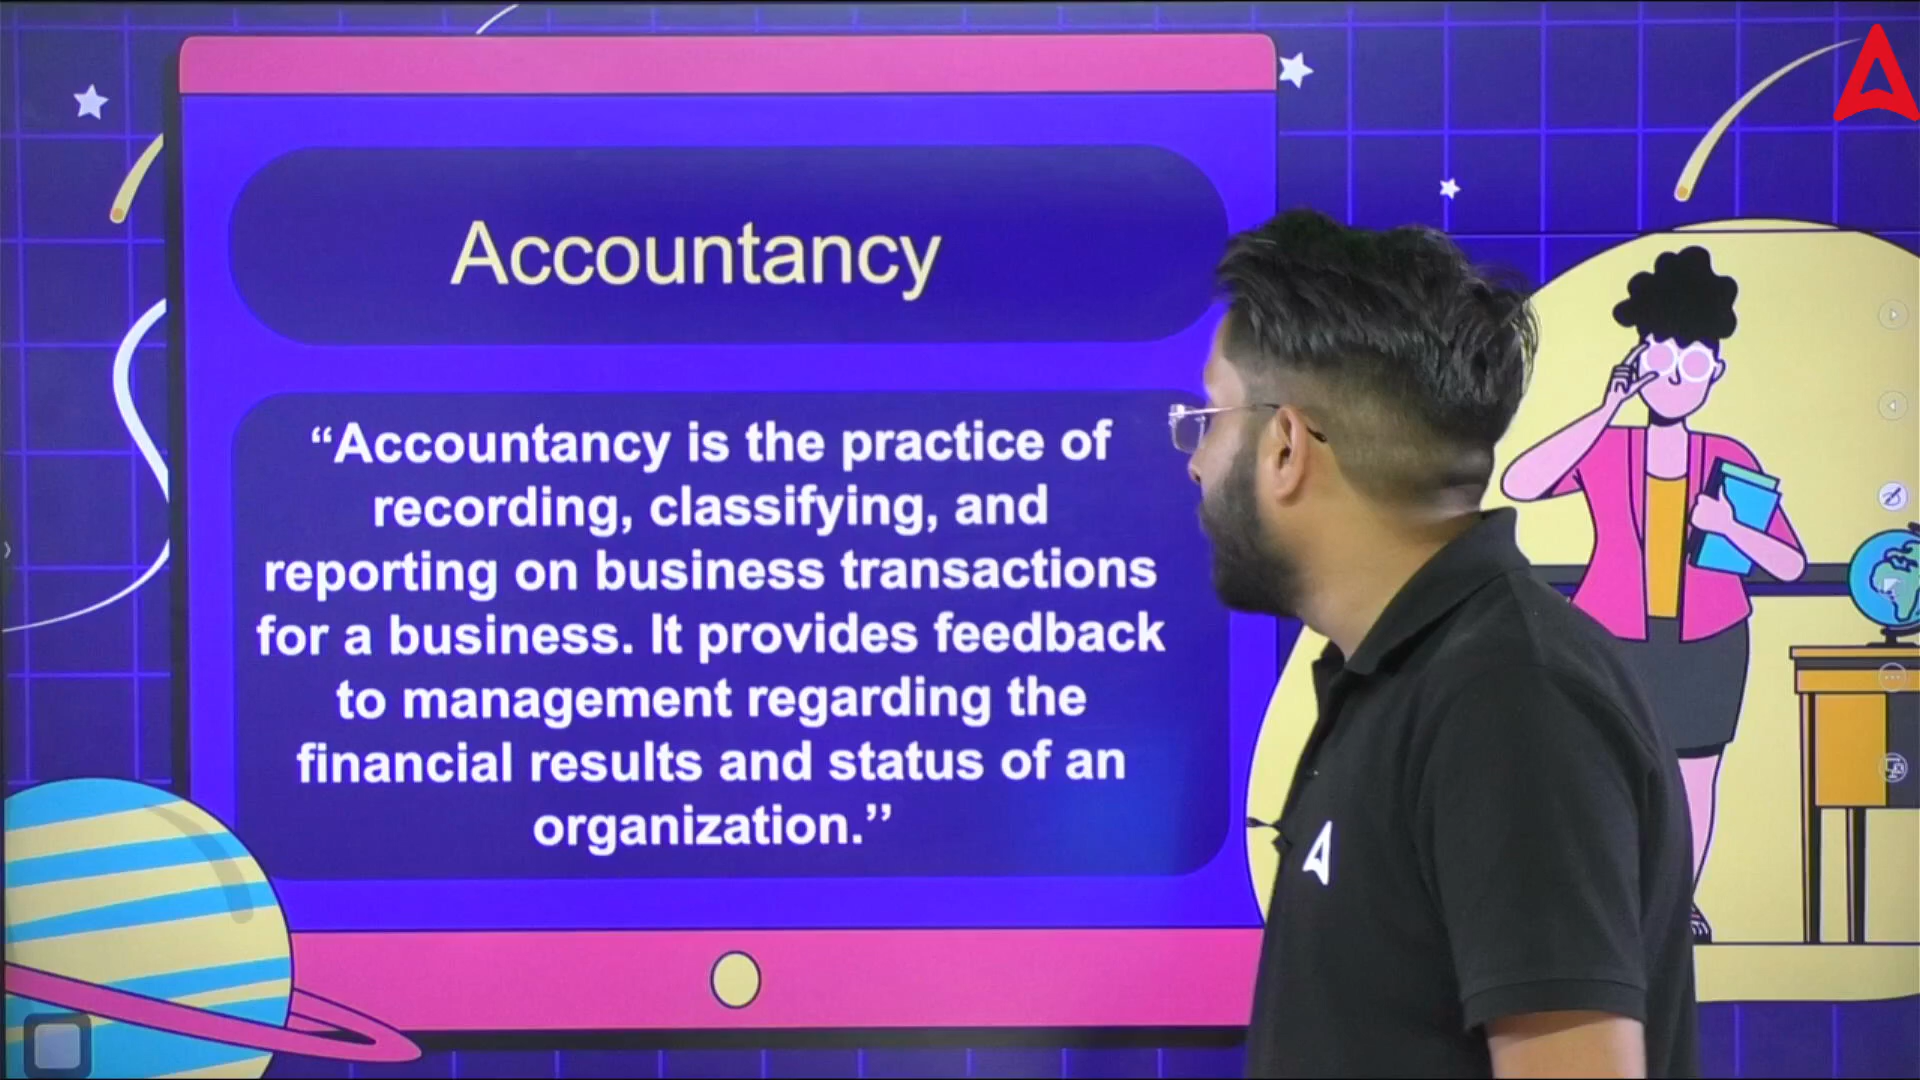 Accountancy
“Accountancy is the practice of
recording, classifying, and
reporting on business transactions
for a business. It provides feedback
to management regarding the
financial results and status of an
organization.’’